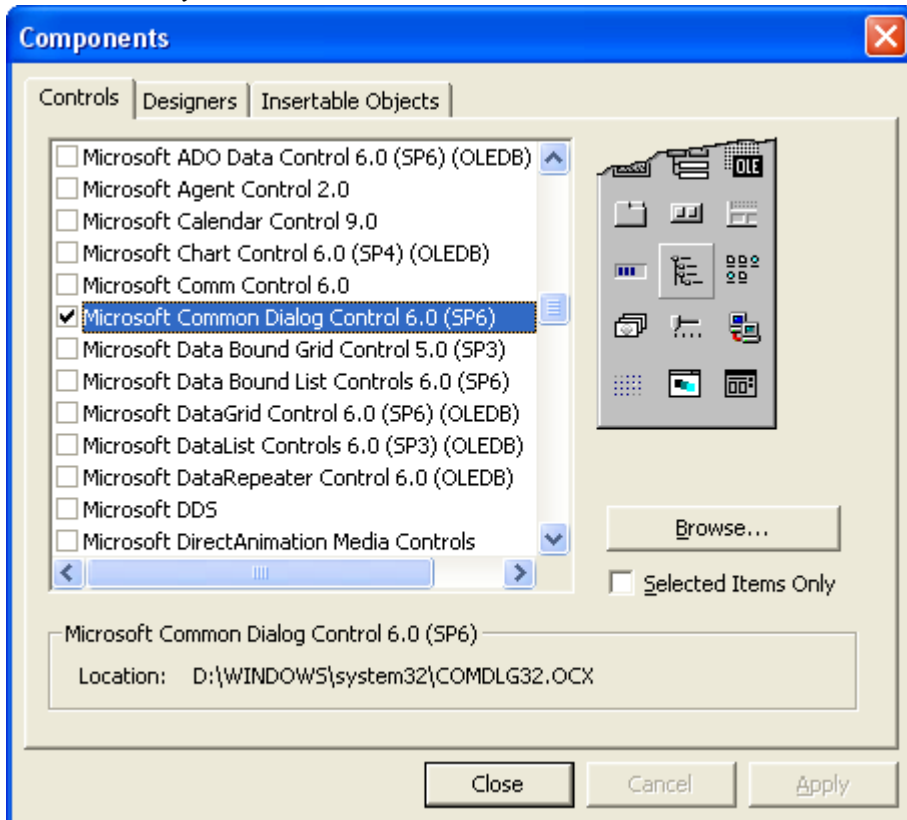 Components
Controls Designers Insertable Objects
Microsoft ADO Data Control 6.0 (SP6) (OLEDB)
Microsoft Agent Control 2.0
Microsoft Calendar Control 9.0
Microsoft Chart Control 6.0 (SP4) (OLEDB)
Microsoft Comm Control 6.0
Microsoft Common Dialog Control 6.0 (SP6)
Microsoft Data Bound Grid Control 5.0 (SP3)
Microsoft Data Bound List Controls 6.0 (SP6)
Microsoft DataGrid Control 6.0 (SP6) (OLEDB)
Microsoft DataList Controls 6.0 (SP3) (OLEDB)
Microsoft DataRepeater Control 6.0 (OLEDB)
Microsoft DDS
Microsoft DirectAnimation Media Controls
OLE
Browse...
Selected Items Only
Microsoft Common Dialog Control 6.0 (SP6)
Location: D:\WINDOWS\system32\COMDLG32.OCX
Close Cancel Apply